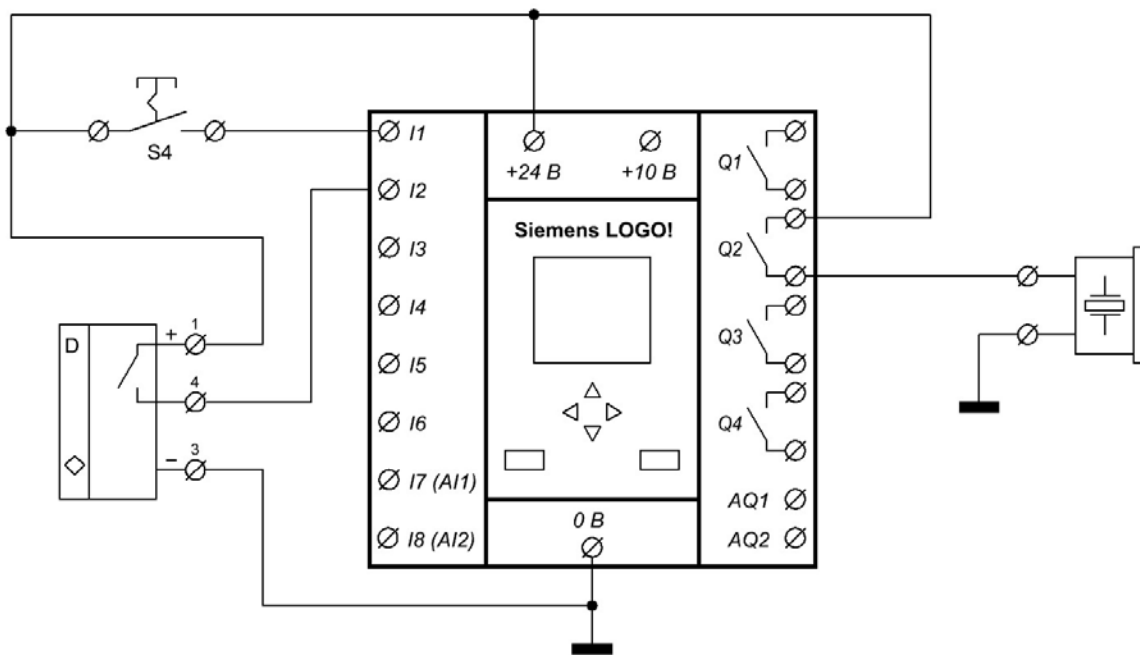 S4
I1
I2
I3
I4
I5
I6
I7 (AI1)
I8 (AI2)
+24 В
+10 В
Siemens LOGO!
0 В
Q1
Q2
Q3
Q4
AQ1
AQ2
D
+ 1
4
− 3